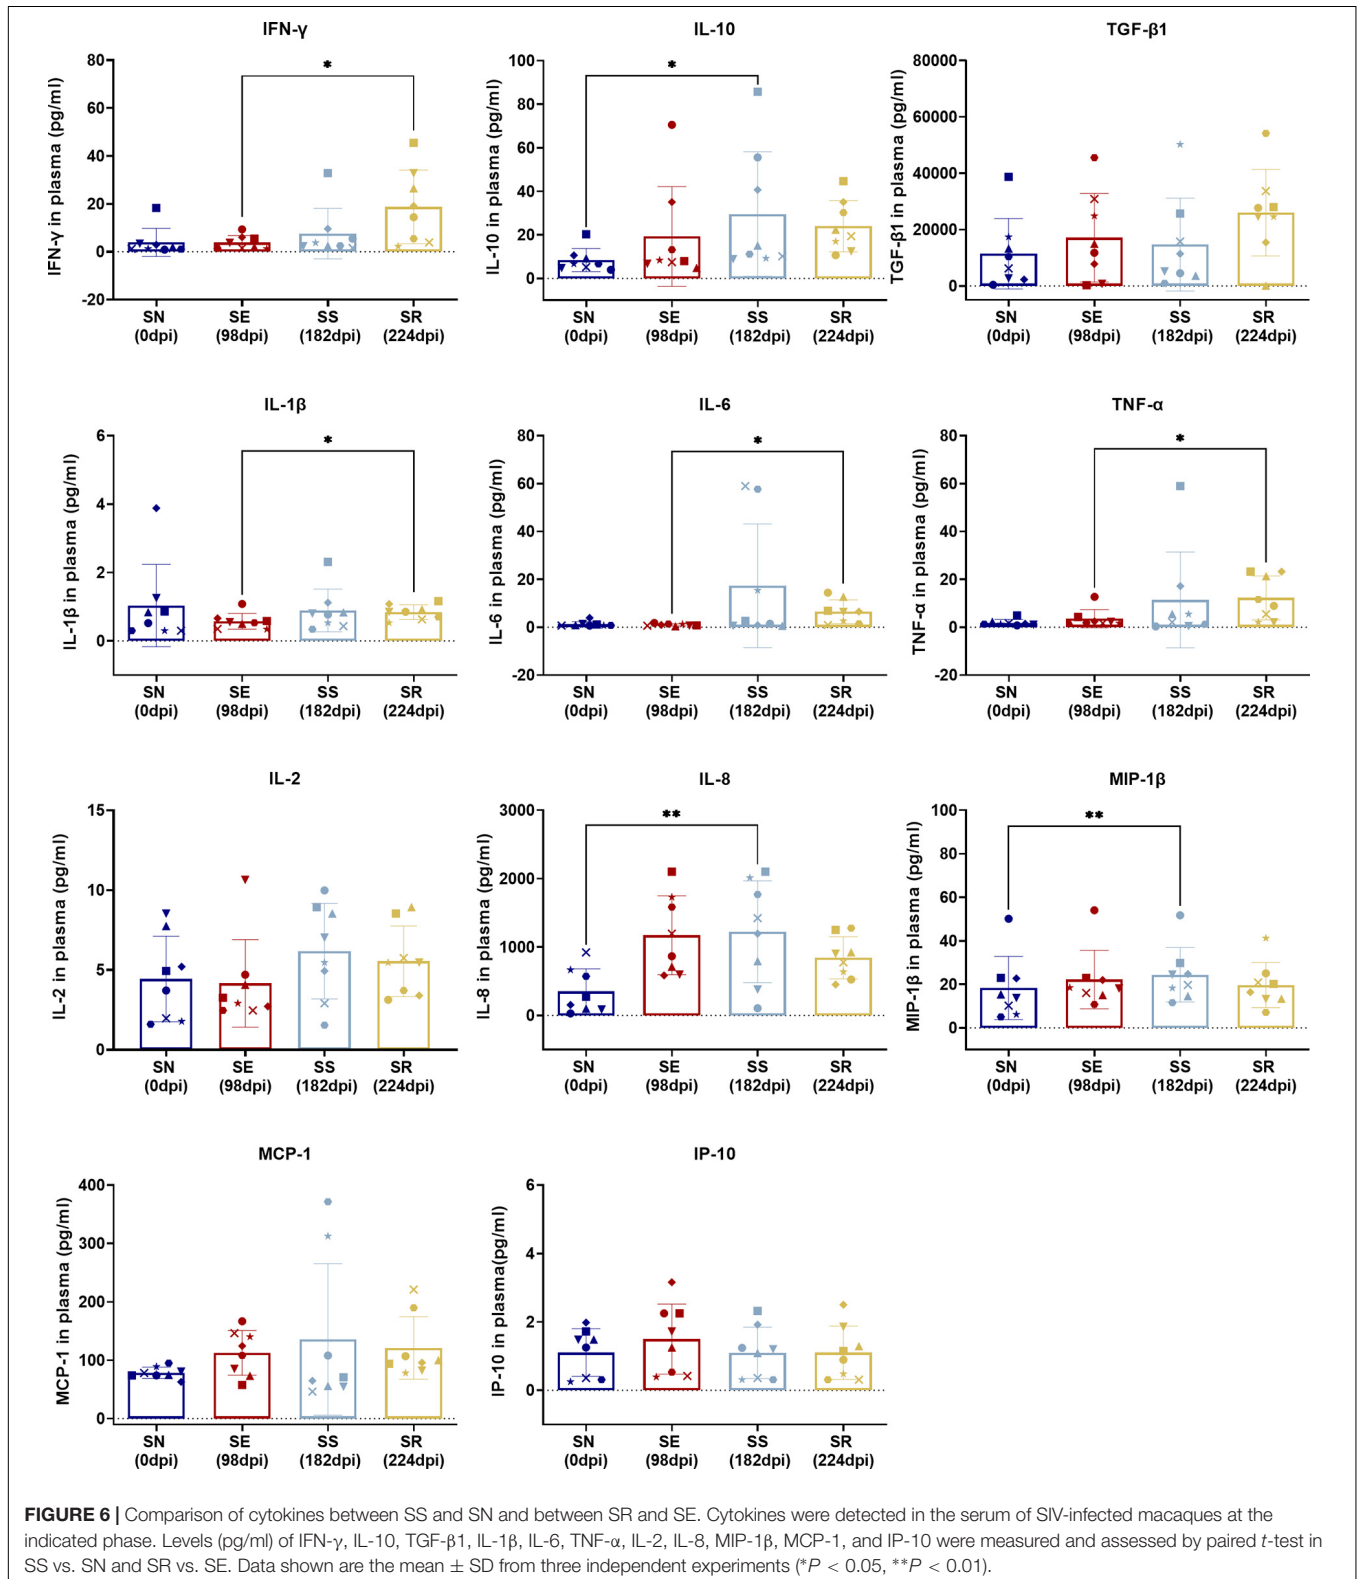 IFN-γ
IL-10
TGF-β1
IFN-γ in plasma (pg/ml)
80
60
40
20
0
-20
*
SN
(0dpi)
SE
(98dpi)
SS
(182dpi)
SR
(224dpi)
IL-10 in plasma (pg/ml)
100
80
60
40
20
0
*
SN
(0dpi)
SE
(98dpi)
SS
(182dpi)
SR
(224dpi)
TGF-β1 in plasma (pg/ml)
80000
60000
40000
20000
0
SN
(0dpi)
SE
(98dpi)
SS
(182dpi)
SR
(224dpi)
IL-1β
IL-6
TNF-α
IL-1β in plasma (pg/ml)
6
4
2
0
*
SN
(0dpi)
SE
(98dpi)
SS
(182dpi)
SR
(224dpi)
IL-6 in plasma (pg/ml)
80
60
40
20
0
-20
*
SN
(0dpi)
SE
(98dpi)
SS
(182dpi)
SR
(224dpi)
TNF-α in plasma (pg/ml)
80
60
40
20
0
-20
*
SN
(0dpi)
SE
(98dpi)
SS
(182dpi)
SR
(224dpi)
IL-2
IL-8
MIP-1β
IL-2 in plasma (pg/ml)
15
10
5
0
SN
(0dpi)
SE
(98dpi)
SS
(182dpi)
SR
(224dpi)
IL-8 in plasma (pg/ml)
3000
2000
1000
0
**
SN
(0dpi)
SE
(98dpi)
SS
(182dpi)
SR
(224dpi)
MIP-1β in plasma (pg/ml)
100
80
60
40
20
0
**
SN
(0dpi)
SE
(98dpi)
SS
(182dpi)
SR
(224dpi)
MCP-1
IP-10
MCP-1 in plasma (pg/ml)
400
300
200
100
0
SN
(0dpi)
SE
(98dpi)
SS
(182dpi)
SR
(224dpi)
IP-10 in plasma(pg/ml)
6
4
2
0
SN
(0dpi)
SE
(98dpi)
SS
(182dpi)
SR
(224dpi)
FIGURE 6 | Comparison of cytokines between SS and SN and between SR and SE. Cytokines were detected in the serum of SIV-infected macaques at the
indicated phase. Levels (pg/ml) of IFN-γ, IL-10, TGF-β1, IL-1β, IL-6, TNF-α, IL-2, IL-8, MIP-1β, MCP-1, and IP-10 were measured and assessed by paired t-test in
SS vs. SN and SR vs. SE. Data shown are the mean ± SD from three independent experiments (*P < 0.05, **P < 0.01).